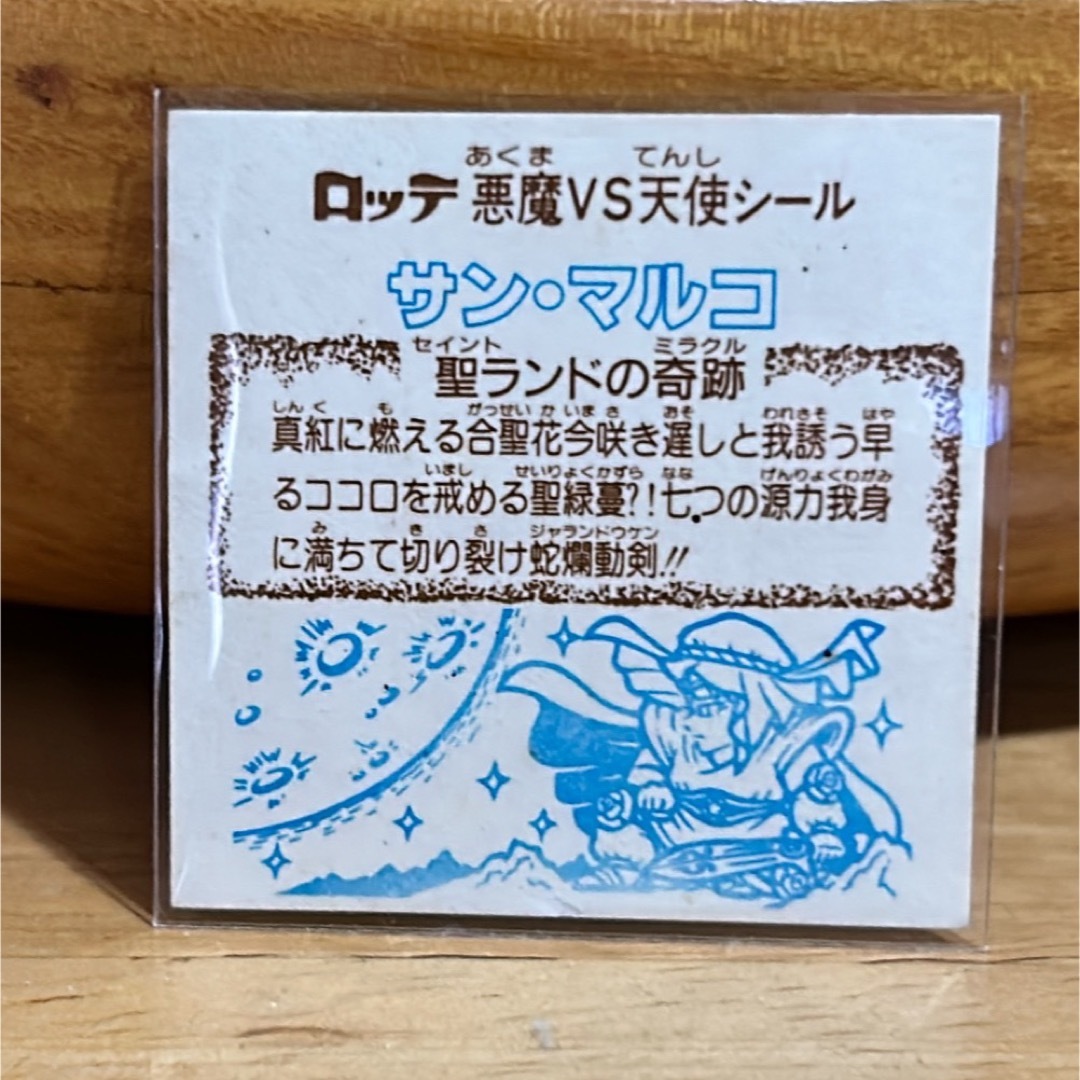 あくま てんし
ロッテ 悪魔VS天使シール
サン・マルコ
セイント ミラクル
聖ランドの奇跡
しんく も がっせい か いま さ おそ われさそ はや
真紅に燃える合聖花今咲き遅しと我誘う早
いまし せいりょくかずら なな げんりょくわがみ
るココロを戒める聖緑蔓?!七つの源力我身
み き さ ジャランドウケン
に満ちて切り裂け蛇爛動剣!!